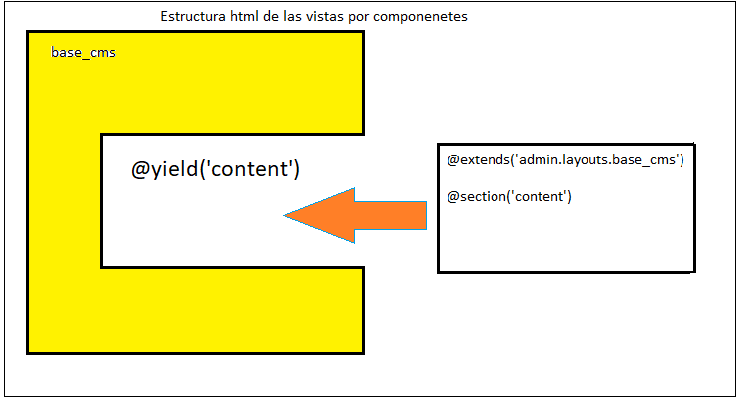 Estructura html de las vistas por componenetes
base_cms
@yield('content')
@extends('admin.layouts.base_cms')
@section('content')